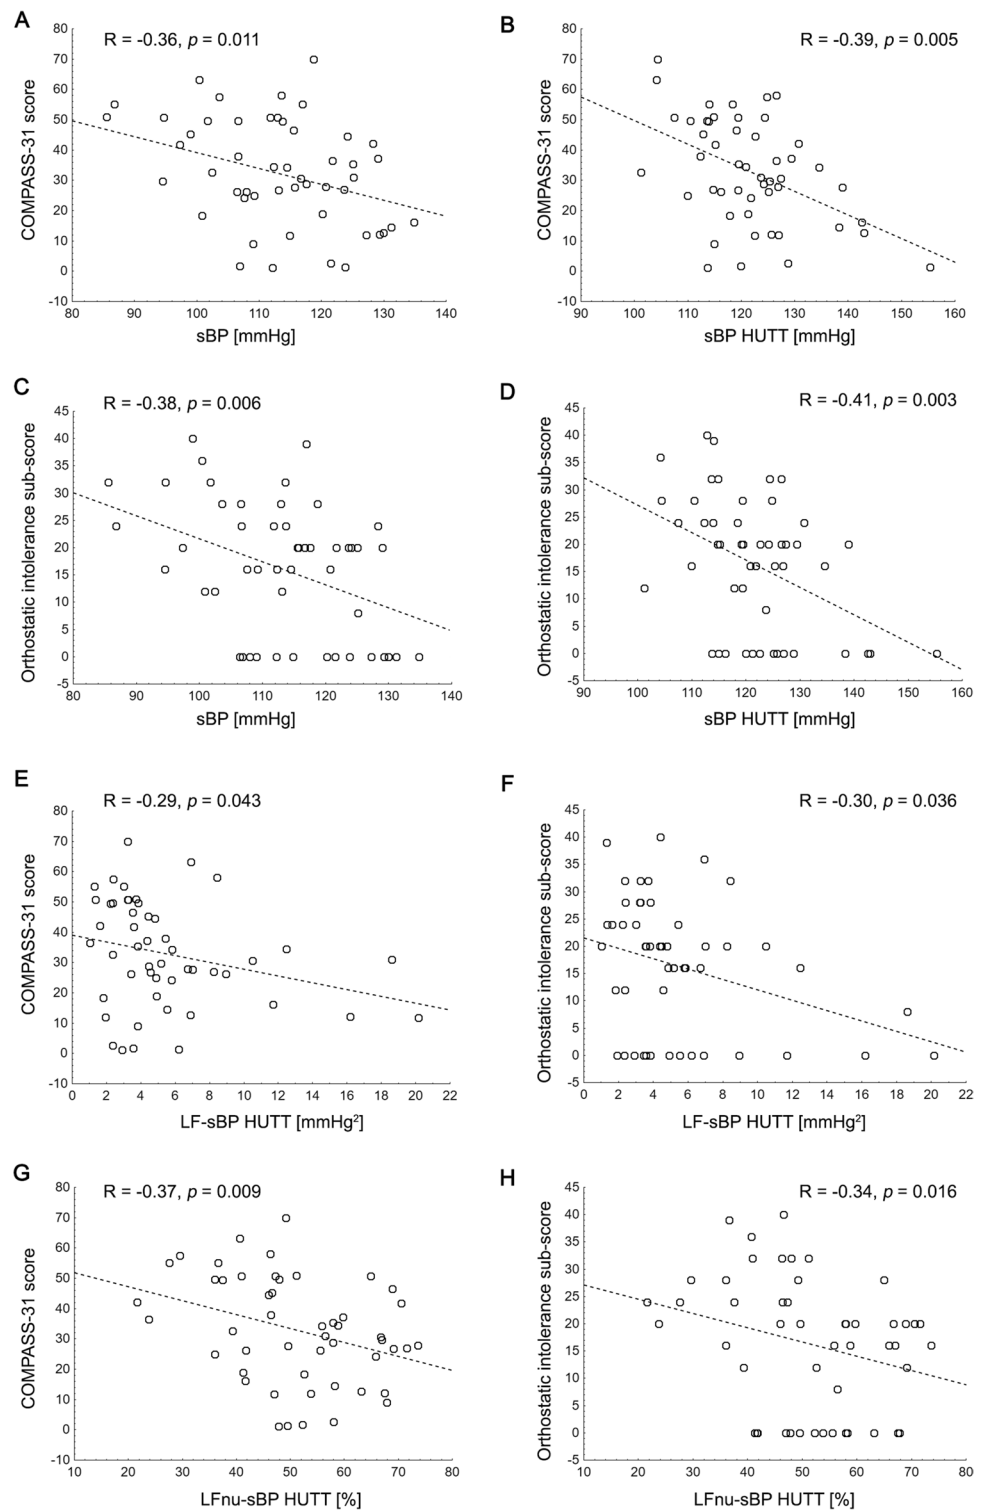 A
R = -0.36, p = 0.011
COMPASS-31 score
80
70
60
50
40
30
20
10
0
-10
80 90 100 110 120 130 140
sBP [mmHg]
B
R = -0.39, p = 0.005
COMPASS-31 score
80
70
60
50
40
30
20
10
0
-10
90 100 110 120 130 140 150 160
sBP HUTT [mmHg]
C
R = -0.38, p = 0.006
Orthostatic intolerance sub-score
45
40
35
30
25
20
15
10
5
0
-5
80 90 100 110 120 130 140
sBP [mmHg]
D
R = -0.41, p = 0.003
Orthostatic intolerance sub-score
45
40
35
30
25
20
15
10
5
0
-5
90 100 110 120 130 140 150 160
sBP HUTT [mmHg]
E
R = -0.29, p = 0.043
COMPASS-31 score
80
70
60
50
40
30
20
10
0
-10
0 2 4 6 8 10 12 14 16 18 20 22
LF-sBP HUTT [mmHg²]
F
R = -0.30, p = 0.036
Orthostatic intolerance sub-score
45
40
35
30
25
20
15
10
5
0
-5
0 2 4 6 8 10 12 14 16 18 20 22
LF-sBP HUTT [mmHg²]
G
R = -0.37, p = 0.009
COMPASS-31 score
80
70
60
50
40
30
20
10
0
-10
10 20 30 40 50 60 70 80
LFnu-sBP HUTT [%]
H
R = -0.34, p = 0.016
Orthostatic intolerance sub-score
45
40
35
30
25
20
15
10
5
0
-5
10 20 30 40 50 60 70 80
LFnu-sBP HUTT [%]